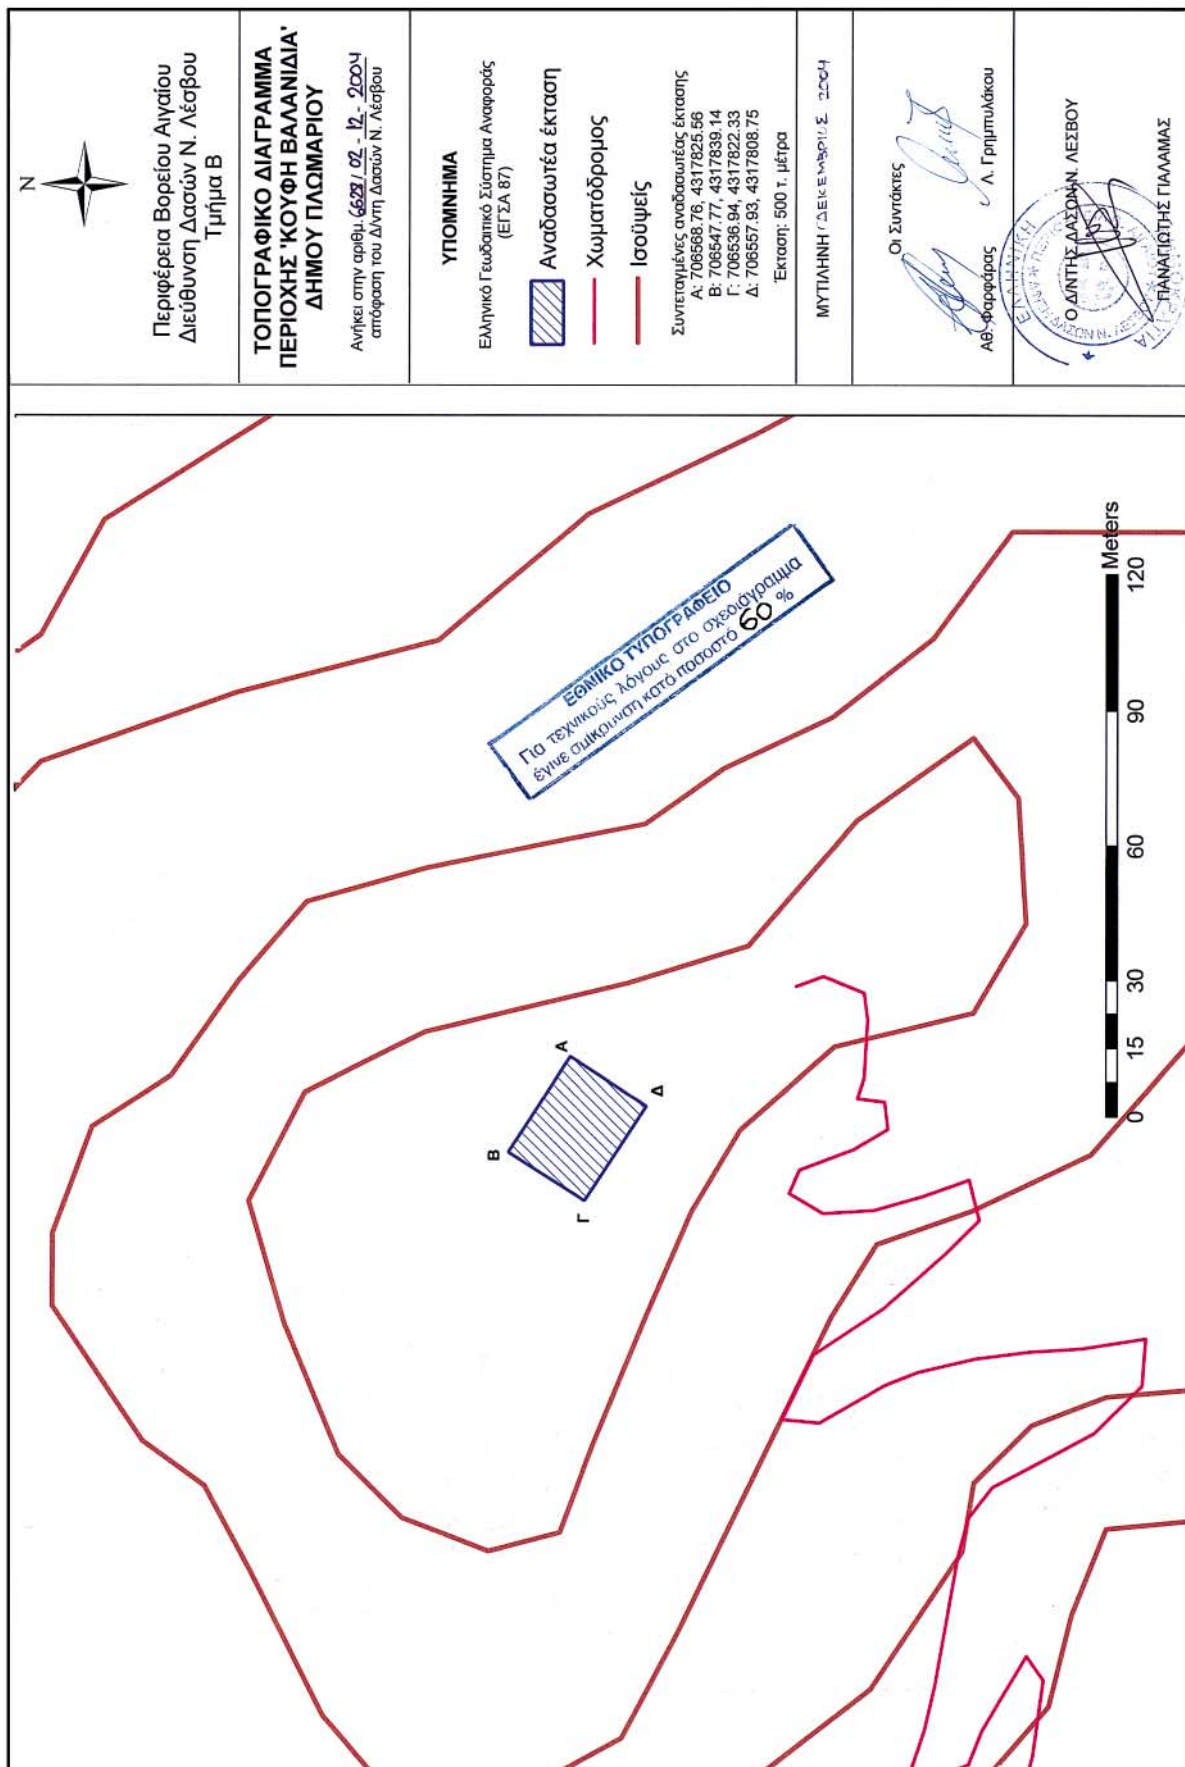 N
Περιφέρεια Βορείου Αιγαίου
Διεύθυνση Δασών Ν. Λέσβου
Τμήμα Β
ΤΟΠΟΓΡΑΦΙΚΟ ΔΙΑΓΡΑΜΜΑ
ΠΕΡΙΟΧΗΣ 'ΚΟΥΦΗ ΒΑΛΑΝΙΔΙΑ'
ΔΗΜΟΥ ΠΛΩΜΑΡΙΟΥ
Ανήκει στην αριθμ. 6628/02-12-2004
απόφαση του Δ/ντη Δασών Ν. Λέσβου
ΥΠΟΜΝΗΜΑ
Ελληνικό Γεωδαιτικό Σύστημα Αναφοράς
(ΕΓΣΑ 87)
Αναδασωτέα έκταση
Χωματόδρομος
Ισοϋψείς
Συντεταγμένες αναδασωτέας έκτασης
Α: 706568.76, 4317825.56
Β: 706547.77, 4317839.14
Γ: 706536.94, 4317822.33
Δ: 706557.93, 4317808.75
Έκταση: 500 τ. μέτρα
ΜΥΤΙΛΗΝΗ ΔΕΚΕΜΒΡΙΟΣ 2004
Οι Συντάκτες
Αθ. Φαρφάρας Λ. Γρημπυλάκου
Ο Δ/ΝΤΗΣ ΔΑΣΩΝ Ν. ΛΕΣΒΟΥ
ΠΑΝΑΓΙΩΤΗΣ ΓΙΑΛΑΜΑΣ
ΕΘΝΙΚΟ ΤΥΠΟΓΡΑΦΕΙΟ
Για τεχνικούς λόγους στο σχεδιάγραμμα
έγινε σμίκρυνση κατά ποσοστό 60 %
Α
Β
Γ
Δ
Meters
0 15 30 60 90 120